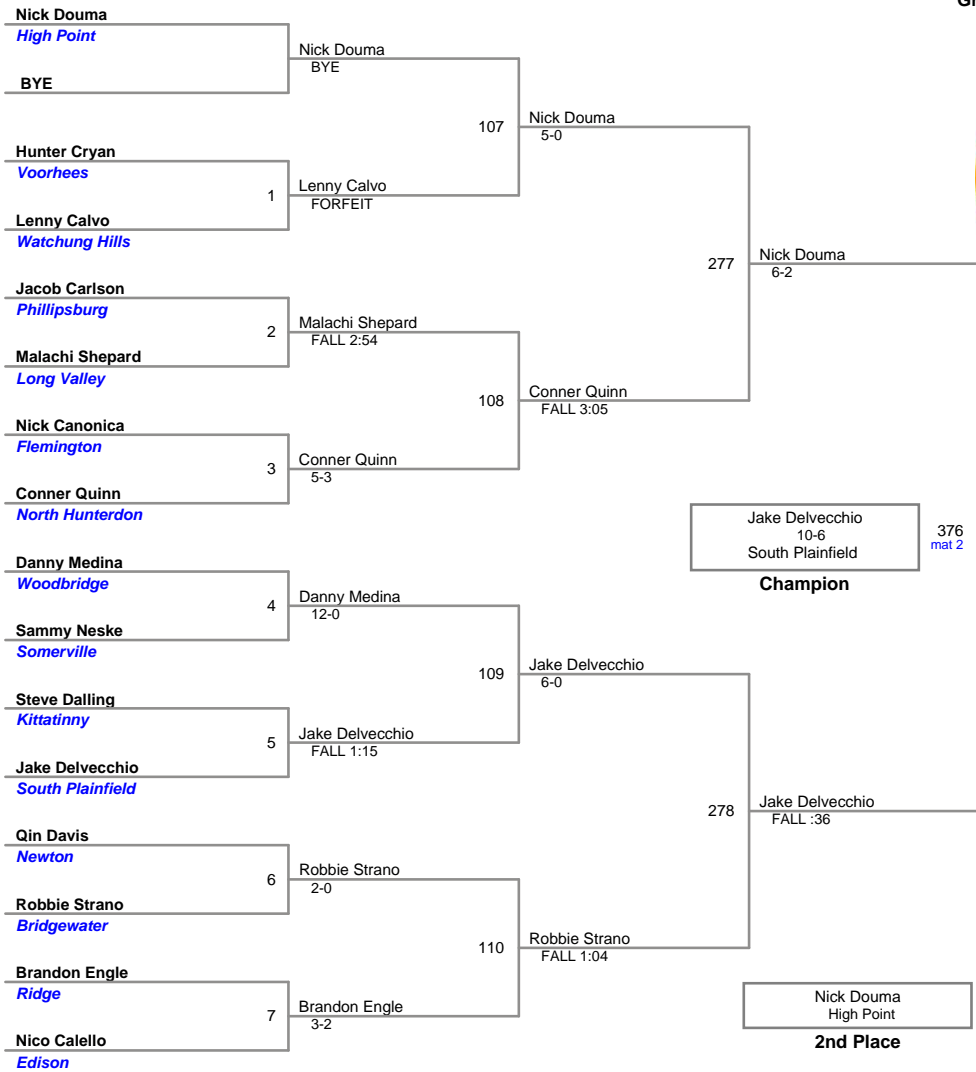 Gr
Nick Douma
High Point
Nick Douma
BYE
BYE
107
Nick Douma
5-0
Hunter Cryan
Voorhees
1
Lenny Calvo
FORFEIT
Lenny Calvo
Watchung Hills
277
Nick Douma
6-2
Jacob Carlson
Phillipsburg
2
Malachi Shepard
FALL 2:54
Malachi Shepard
Long Valley
108
Conner Quinn
FALL 3:05
Nick Canonica
Flemington
3
Conner Quinn
5-3
Conner Quinn
North Hunterdon
Jake Delvecchio
10-6
South Plainfield
376
mat 2
Champion
Danny Medina
Woodbridge
4
Danny Medina
12-0
Sammy Neske
Somerville
109
Jake Delvecchio
6-0
Steve Dalling
Kittatinny
5
Jake Delvecchio
FALL 1:15
Jake Delvecchio
South Plainfield
278
Jake Delvecchio
FALL :36
Qin Davis
Newton
6
Robbie Strano
2-0
Robbie Strano
Bridgewater
110
Robbie Strano
FALL 1:04
Brandon Engle
Ridge
7
Brandon Engle
3-2
Nico Calello
Edison
Nick Douma
High Point
2nd Place